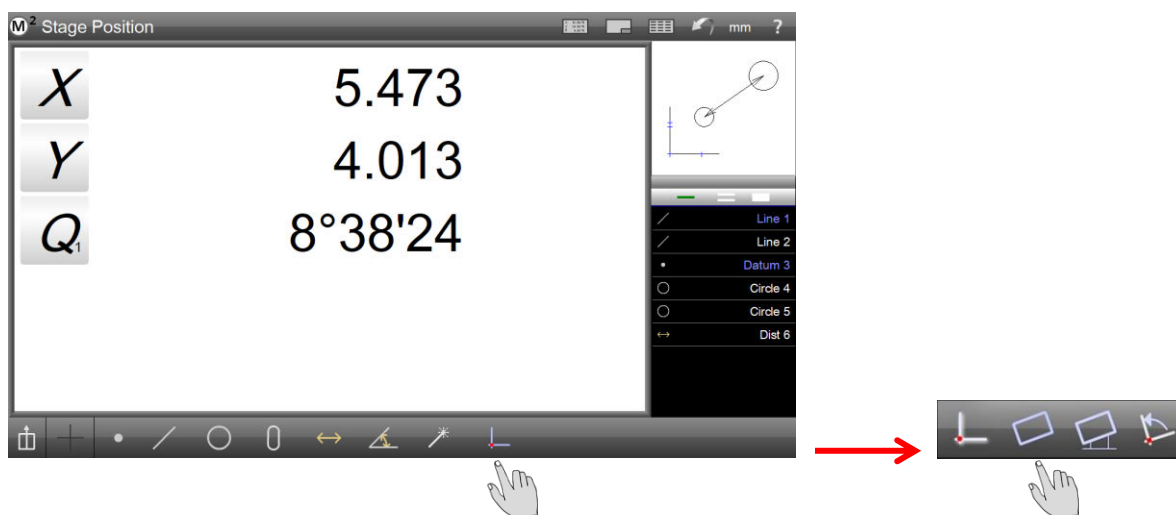 M² Stage Position mm ?
X 5.473
Y 4.013
Q1 8°38'24
Line 1
Line 2
Datum 3
Circle 4
Circle 5
Dist 6